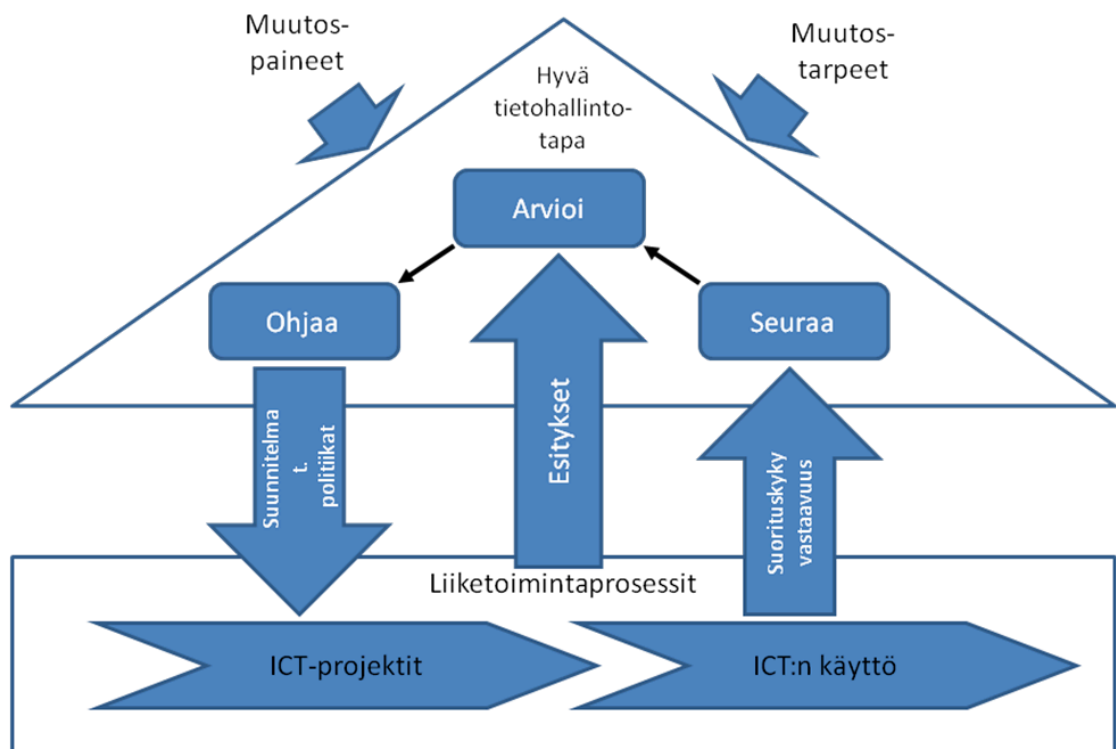 Muutos-
paineet
Muutos-
tarpeet
Hyvä
tietohallinto-
tapa
Arvioi
Ohjaa
Seuraa
Suunnitelma
t.
politiikat
Esitykset
Suorituskyky
vastaavuus
Liiketoimintaprosessit
ICT-projektit
ICT:n käyttö